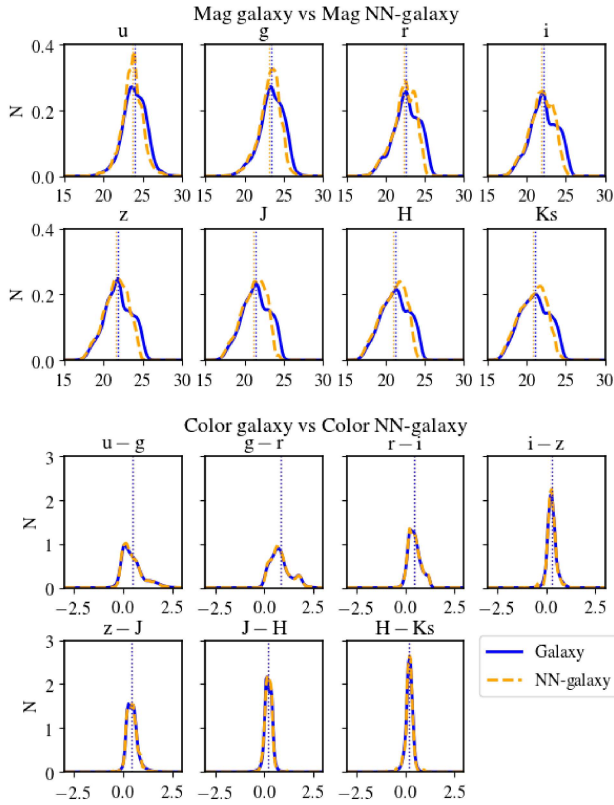 Mag galaxy vs Mag NN-galaxy
u g r i
0.4
0.2
0.0
N
15 20 25 30 15 20 25 30 15 20 25 30 15 20 25 30
z J H Ks
0.4
0.2
0.0
N
15 20 25 30 15 20 25 30 15 20 25 30 15 20 25 30
Color galaxy vs Color NN-galaxy
u − g g − r r − i i − z
3
2
1
0
N
−2.5 0.0 2.5 −2.5 0.0 2.5 −2.5 0.0 2.5 −2.5 0.0 2.5
z − J J − H H − Ks
3
2
1
0
N
−2.5 0.0 2.5 −2.5 0.0 2.5 −2.5 0.0 2.5
Galaxy
NN-galaxy